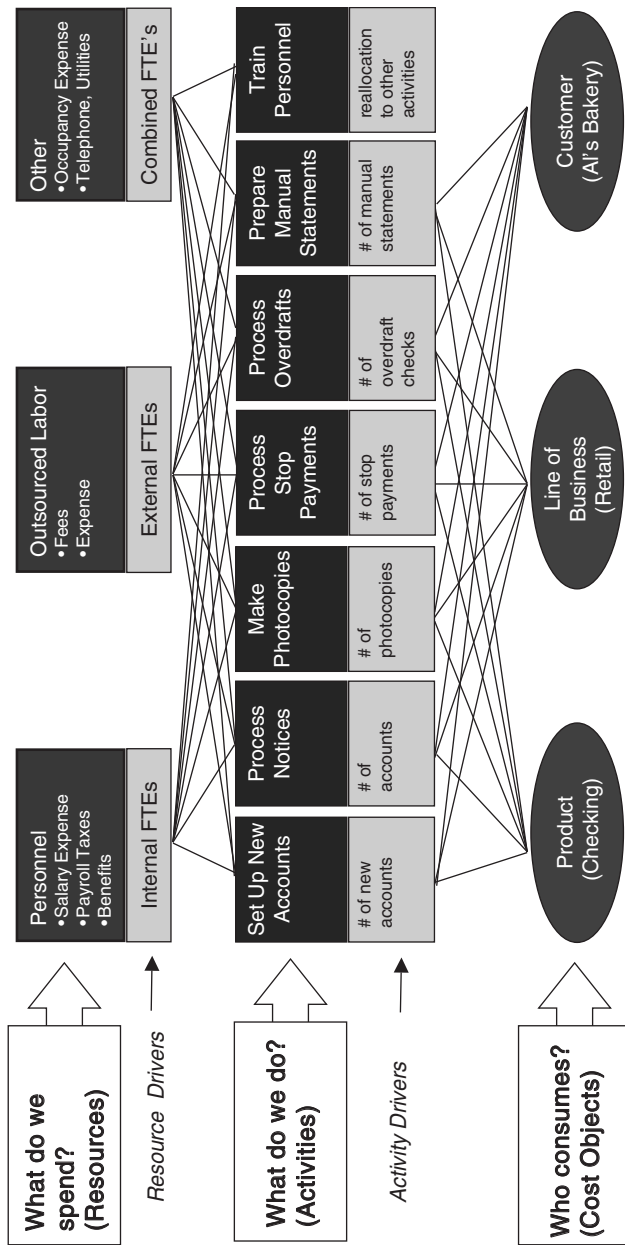 What do we
spend?
(Resources)
Personnel
•Salary Expense
•Payroll Taxes
•Benefits
Outsourced Labor
•Fees
•Expense
Other
•Occupancy Expense
•Telephone, Utilities
Resource Drivers
Internal FTEs
External FTEs
Combined FTE's
What do we do?
(Activities)
Set Up New
Accounts
Process
Notices
Make
Photocopies
Process
Stop
Payments
Process
Overdrafts
Prepare
Manual
Statements
Train
Personnel
Activity Drivers
# of new
accounts
# of
accounts
# of
photocopies
# of stop
payments
# of
overdraft
checks
# of manual
statements
reallocation
to other
activities
Who consumes?
(Cost Objects)
Product
(Checking)
Line of
Business
(Retail)
Customer
(Al's Bakery)